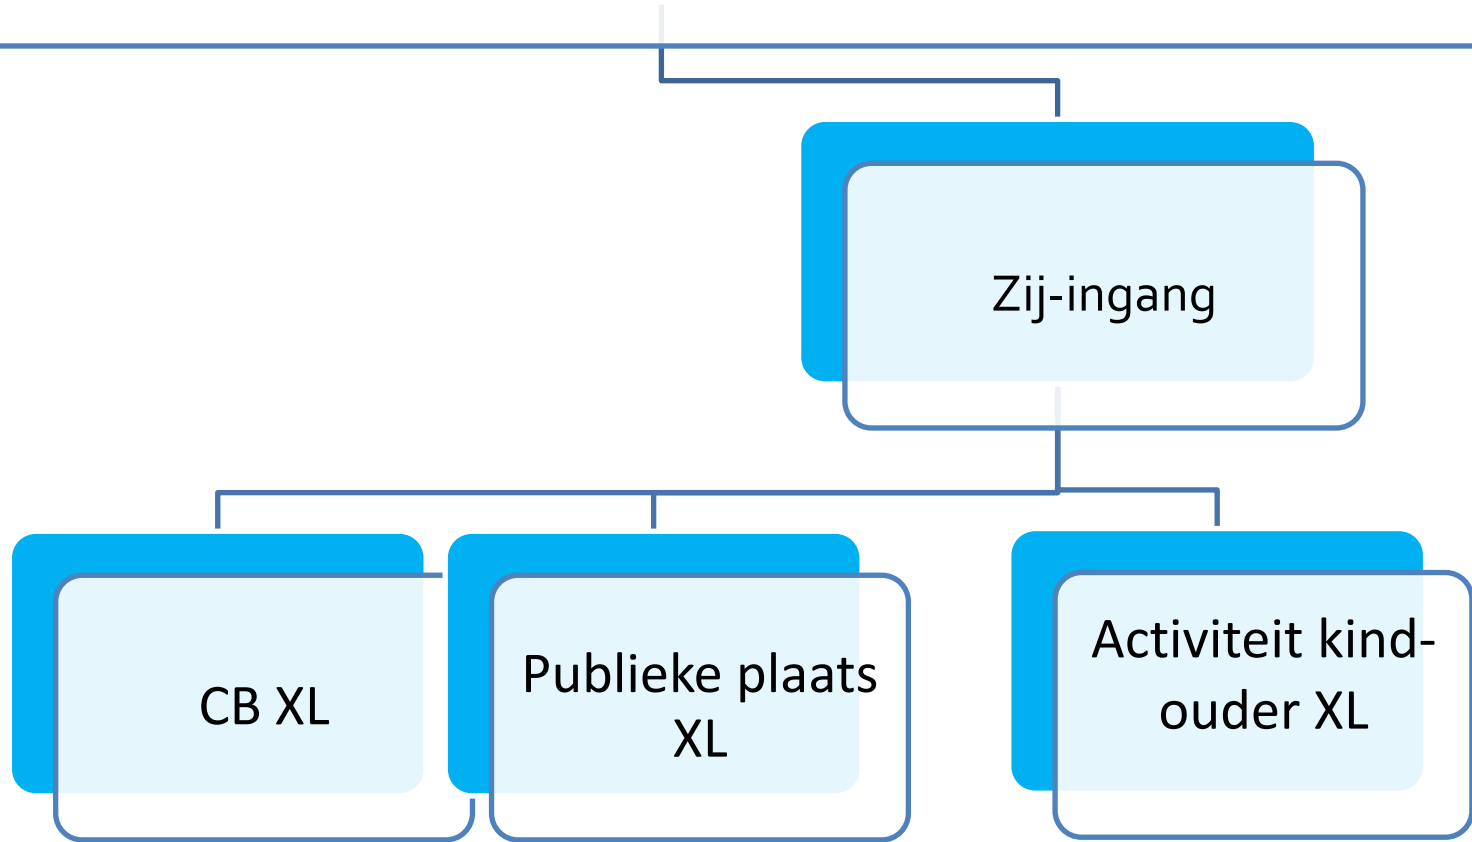 Zij-ingang
CB XL
Publieke plaats
XL
Activiteit kind-
ouder XL